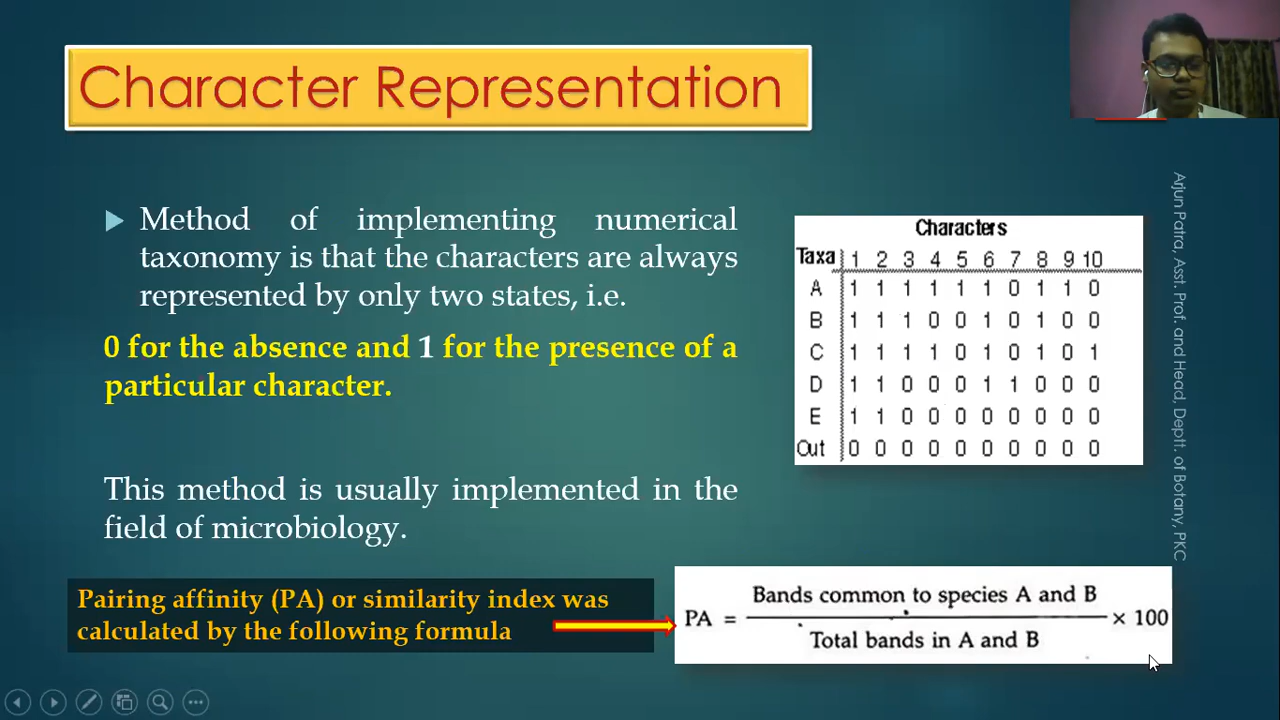 Character Representation
Method of implementing numerical
taxonomy is that the characters are always
represented by only two states, i.e.
0 for the absence and 1 for the presence of a
particular character.
This method is usually implemented in the
field of microbiology.
Pairing affinity (PA) or similarity index was
calculated by the following formula
Characters
Taxa 1 2 3 4 5 6 7 8 9 10
A 1 1 1 1 1 1 0 1 1 0
B 1 1 1 0 0 1 0 1 0 0
C 1 1 1 1 0 1 0 1 0 1
D 1 1 0 0 0 1 1 0 0 0
E 1 1 0 0 0 0 0 0 0 0
Out 0 0 0 0 0 0 0 0 0 0
Bands common to species A and B
PA = × 100
Total bands in A and B
Arjun Patra, Asst. Prof. and Head, Deptt. of Botany, PKC